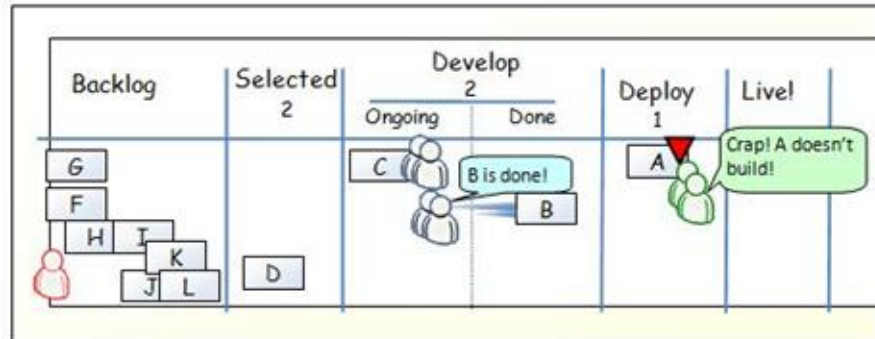 Backlog
Selected
2
Develop
2
Ongoing
Done
Deploy
1
Live!
G
F
H
I
K
J
L
D
C
B is done!
B
A
Crap! A doesn't
build!